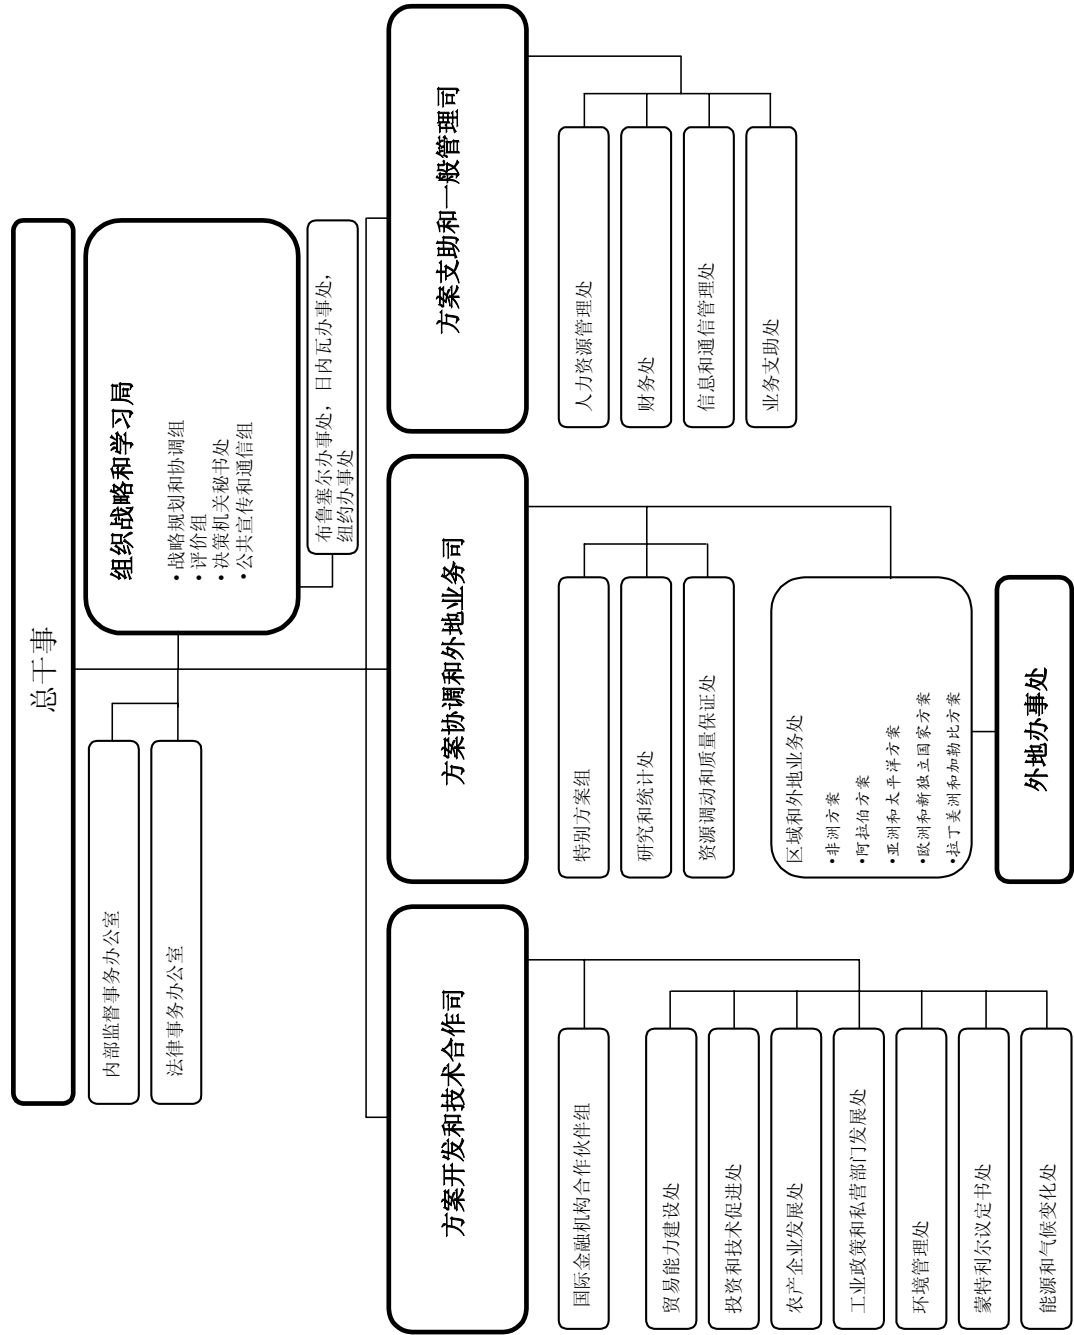 总干事
内部监督事务办公室
法律事务办公室
组织战略和学习局
•战略规划和协调组
•评价组
•决策机关秘书处
•公共宣传和通信组
布鲁塞尔办事处，日内瓦办事处，
纽约办事处
方案开发和技术合作司
国际金融机构合作伙伴组
贸易能力建设处
投资和技术促进处
农产企业发展处
工业政策和私营部门发展处
环境管理处
蒙特利尔议定书处
能源和气候变化处
方案协调和外地业务司
特别方案组
研究和统计处
资源调动和质量保证处
区域和外地业务处
•非洲方案
•阿拉伯方案
•亚洲和太平洋方案
•欧洲和新独立国家方案
•拉丁美洲和加勒比方案
外地办事处
方案支助和一般管理司
人力资源管理处
财务处
信息和通信管理处
业务支助处